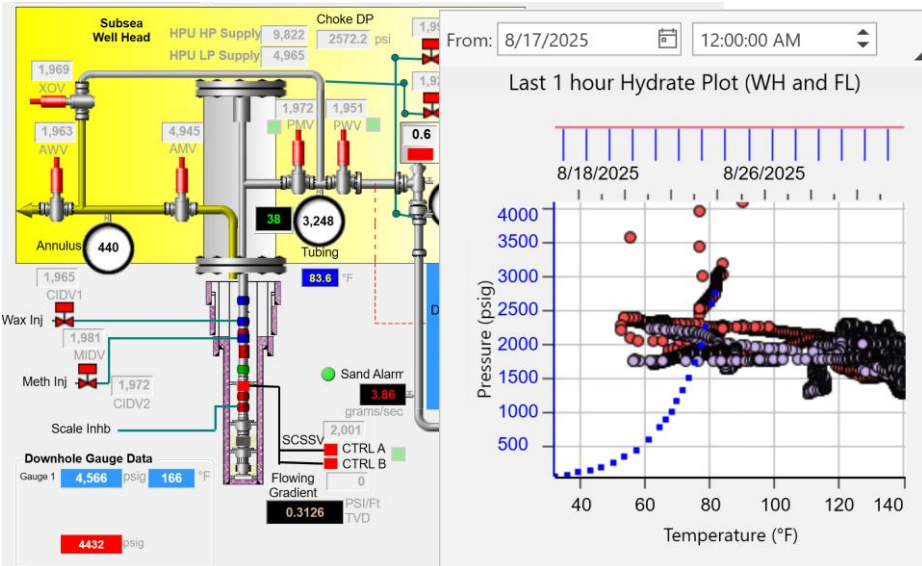 Subsea
Well Head
HPU HP Supply 9,822
HPU LP Supply 4,965
Choke DP
2572.2 psi
1,969
XOV
1,963
AWV
4,945
AMV
1,972
PMV
1,951
PWV
0.6
38
3,248
Tubing
83.6 °F
Annulus
440
1,965
CIDV1
Wax Inj
1,981
MIDV
Meth Inj
1,972
CIDV2
Scale Inhb
Sand Alarm
3.86
grams/sec
2,001
SCSSV
CTRL A
CTRL B
0
Flowing
Gradient
0.3126
PSI/Ft
TVD
Downhole Gauge Data
Gauge 1 4,566 psig 166 °F
4432 psig
From: 8/17/2025 12:00:00 AM
Last 1 hour Hydrate Plot (WH and FL)
8/18/2025 8/26/2025
Pressure (psig)
4000
3500
3000
2500
2000
1500
1000
500
40 60 80 100 120 140
Temperature (°F)